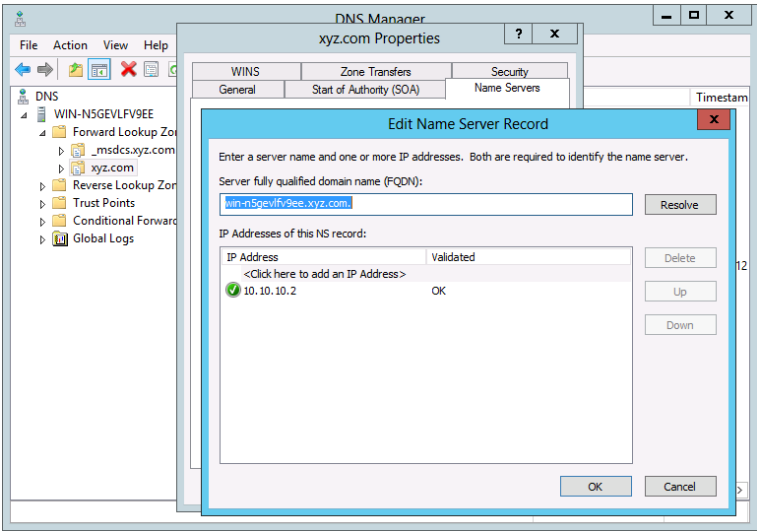 DNS Manager
File Action View Help
DNS
WIN-N5GEVLFV9EE
Forward Lookup Zor
_msdcs.xyz.com
xyz.com
Reverse Lookup Zor
Trust Points
Conditional Forward
Global Logs
Timestam
12
xyz.com Properties
? x
WINS Zone Transfers Security
General Start of Authority (SOA) Name Servers
Edit Name Server Record
x
Enter a server name and one or more IP addresses. Both are required to identify the name server.
Server fully qualified domain name (FQDN):
win-n5gevlfv9ee.xyz.com.
Resolve
IP Addresses of this NS record:
IP Address Validated
<Click here to add an IP Address>
10.10.10.2 OK
Delete
Up
Down
OK Cancel